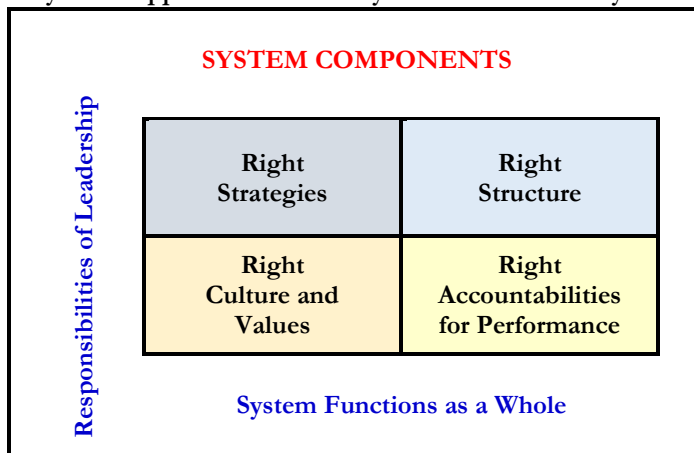 SYSTEM COMPONENTS
Responsibilities of Leadership
Right
Strategies
Right
Structure
Right
Culture and
Values
Right
Accountabilities
for Performance
System Functions as a Whole